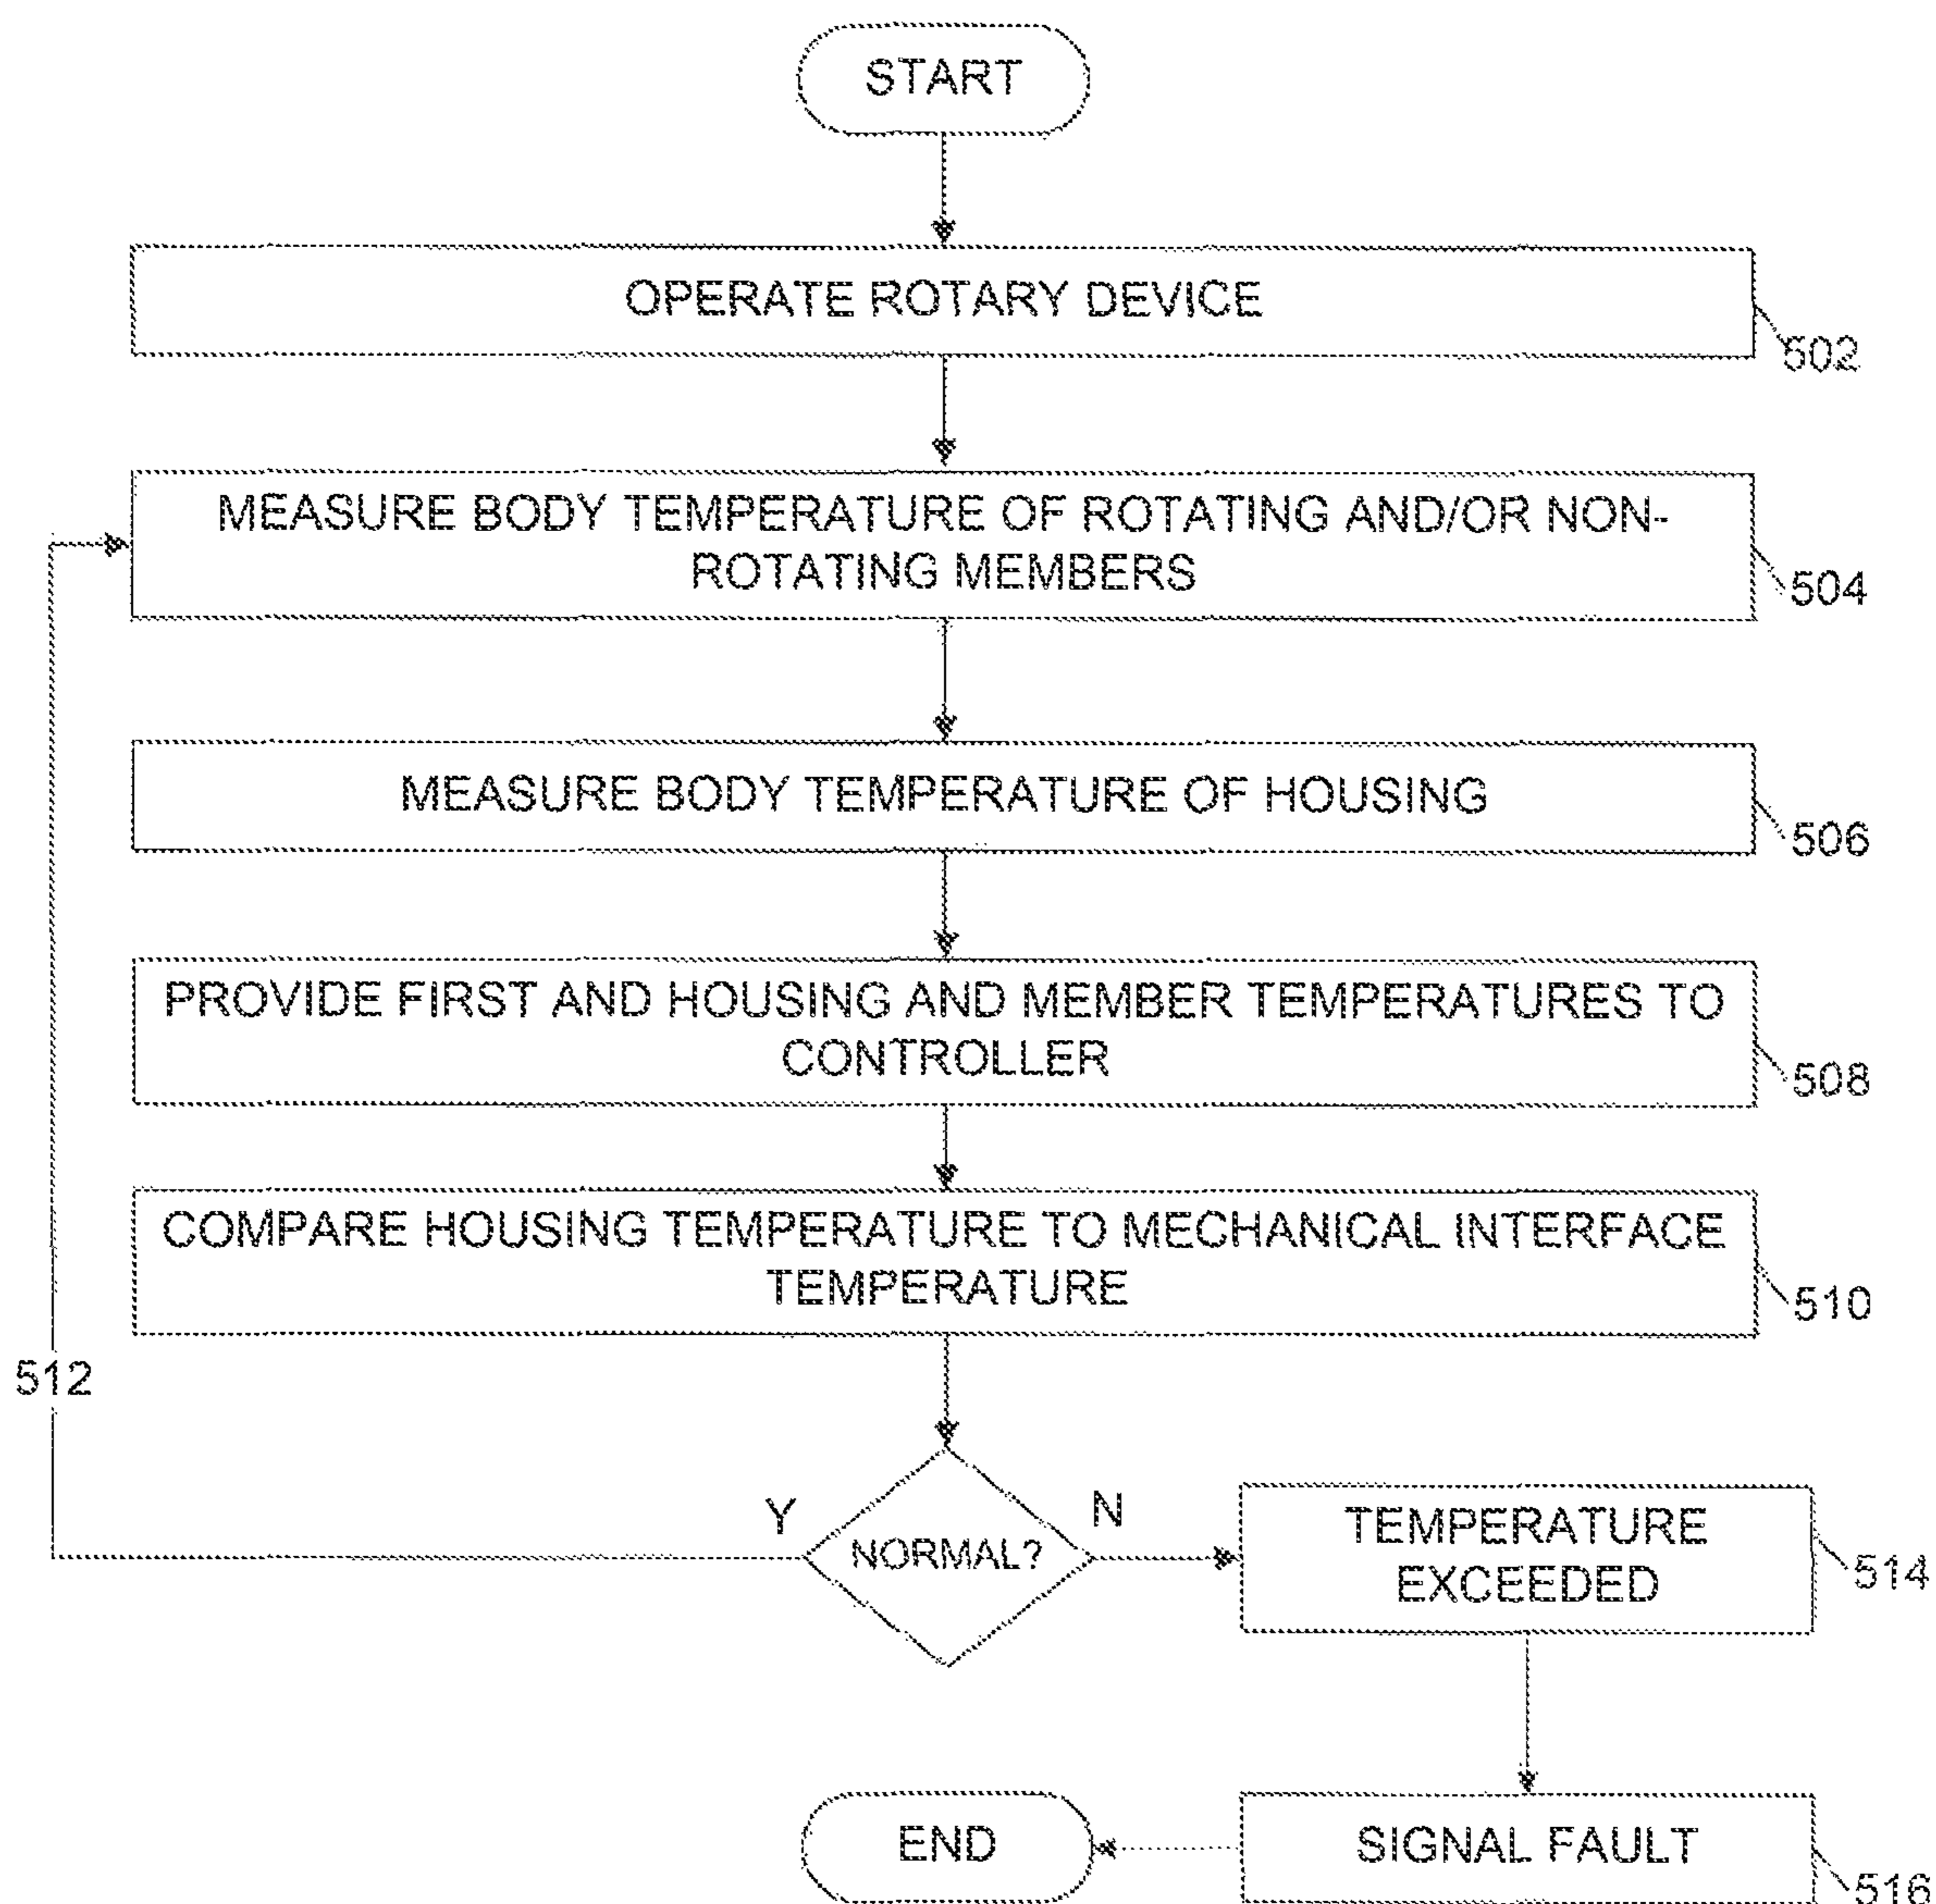 START
OPERATE ROTARY DEVICE
502
MEASURE BODY TEMPERATURE OF ROTATING AND/OR NON-
ROTATING MEMBERS
504
MEASURE BODY TEMPERATURE OF HOUSING
506
PROVIDE FIRST AND HOUSING AND MEMBER TEMPERATURES TO
CONTROLLER
508
COMPARE HOUSING TEMPERATURE TO MECHANICAL INTERFACE
TEMPERATURE
510
512
Y
NORMAL?
N
TEMPERATURE
EXCEEDED
514
END
SIGNAL FAULT
516